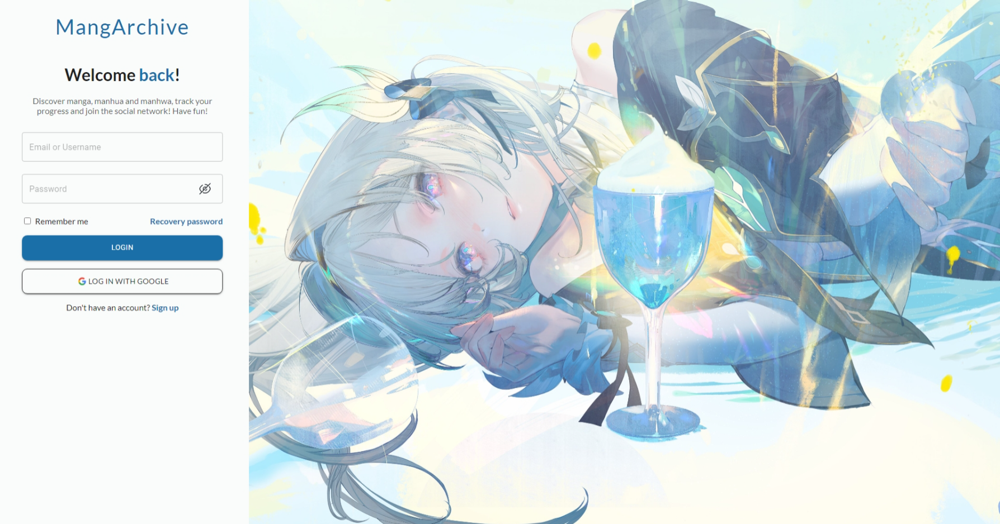 MangArchive
Welcome back!
Discover manga, manhua and manhwa, track your
progress and join the social network! Have fun!
Email or Username
Password
Remember me
Recovery password
LOGIN
LOG IN WITH GOOGLE
Don't have an account? Sign up